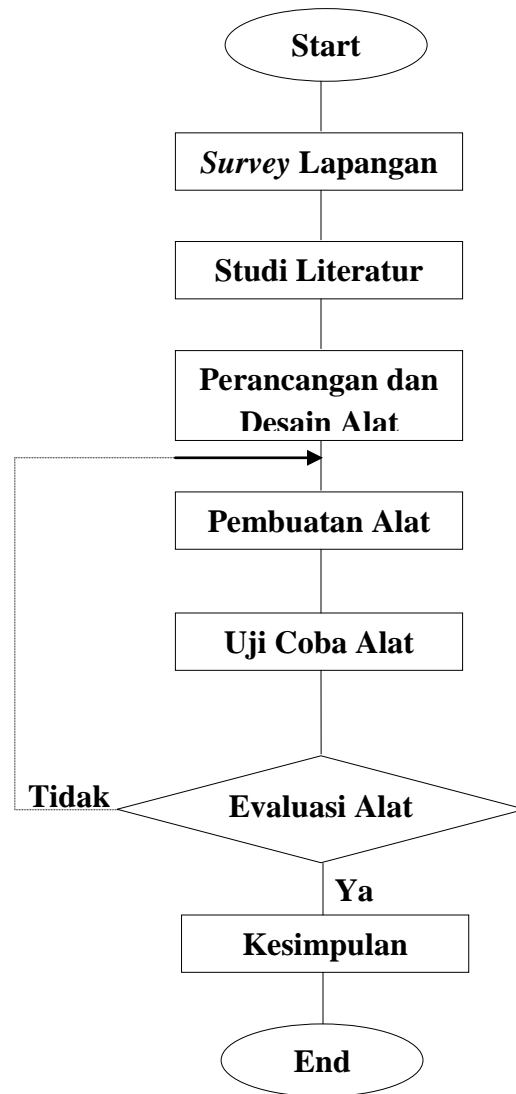 Start
Survey Lapangan
Studi Literatur
Perancangan dan
Desain Alat
Pembuatan Alat
Uji Coba Alat
Tidak
Evaluasi Alat
Ya
Kesimpulan
End